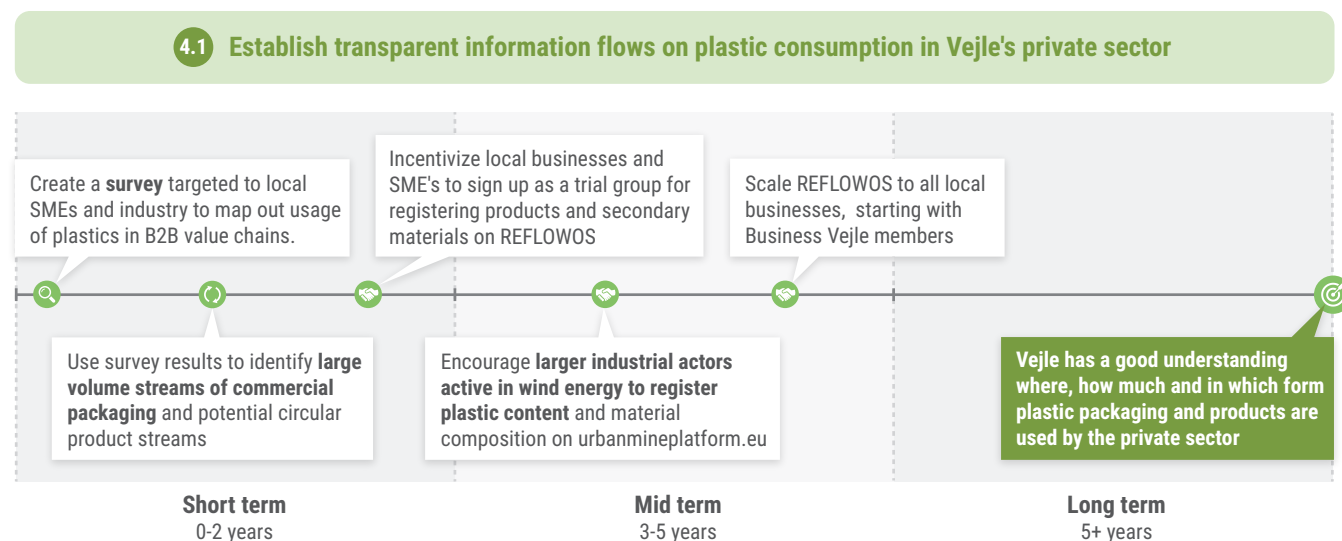 4.1 Establish transparent information flows on plastic consumption in Vejle's private sector
Create a survey targeted to local
SMEs and industry to map out usage
of plastics in B2B value chains.
Incentivize local businesses and
SME's to sign up as a trial group for
registering products and secondary
materials on REFLOWOS
Scale REFLOWOS to all local
businesses, starting with
Business Vejle members
Use survey results to identify large
volume streams of commercial
packaging and potential circular
product streams
Encourage larger industrial actors
active in wind energy to register
plastic content and material
composition on urbanmineplatform.eu
Vejle has a good understanding
where, how much and in which form
plastic packaging and products are
used by the private sector
Short term
0-2 years
Mid term
3-5 years
Long term
5+ years